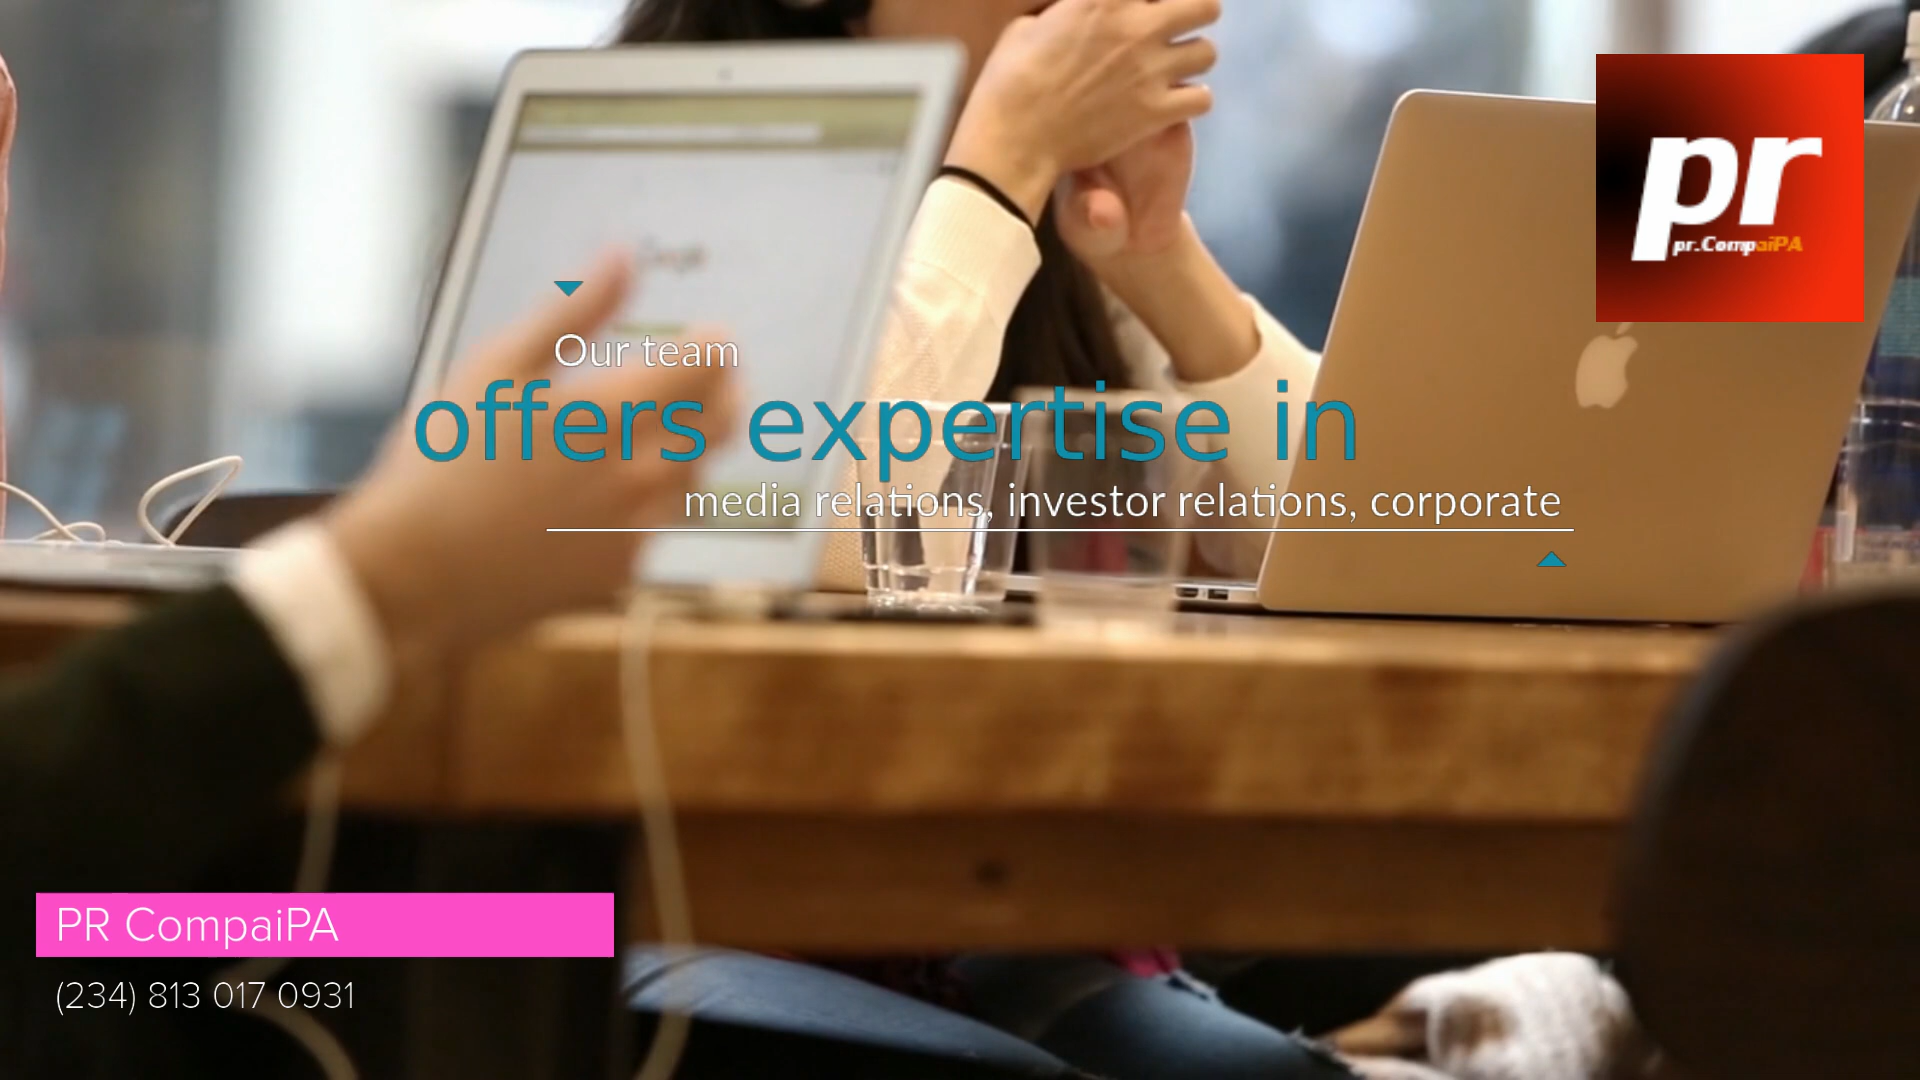 pr
pr.CompaiPA
Our team
offers expertise in
media relations, investor relations, corporate
PR CompaiPA
(234) 813 017 0931